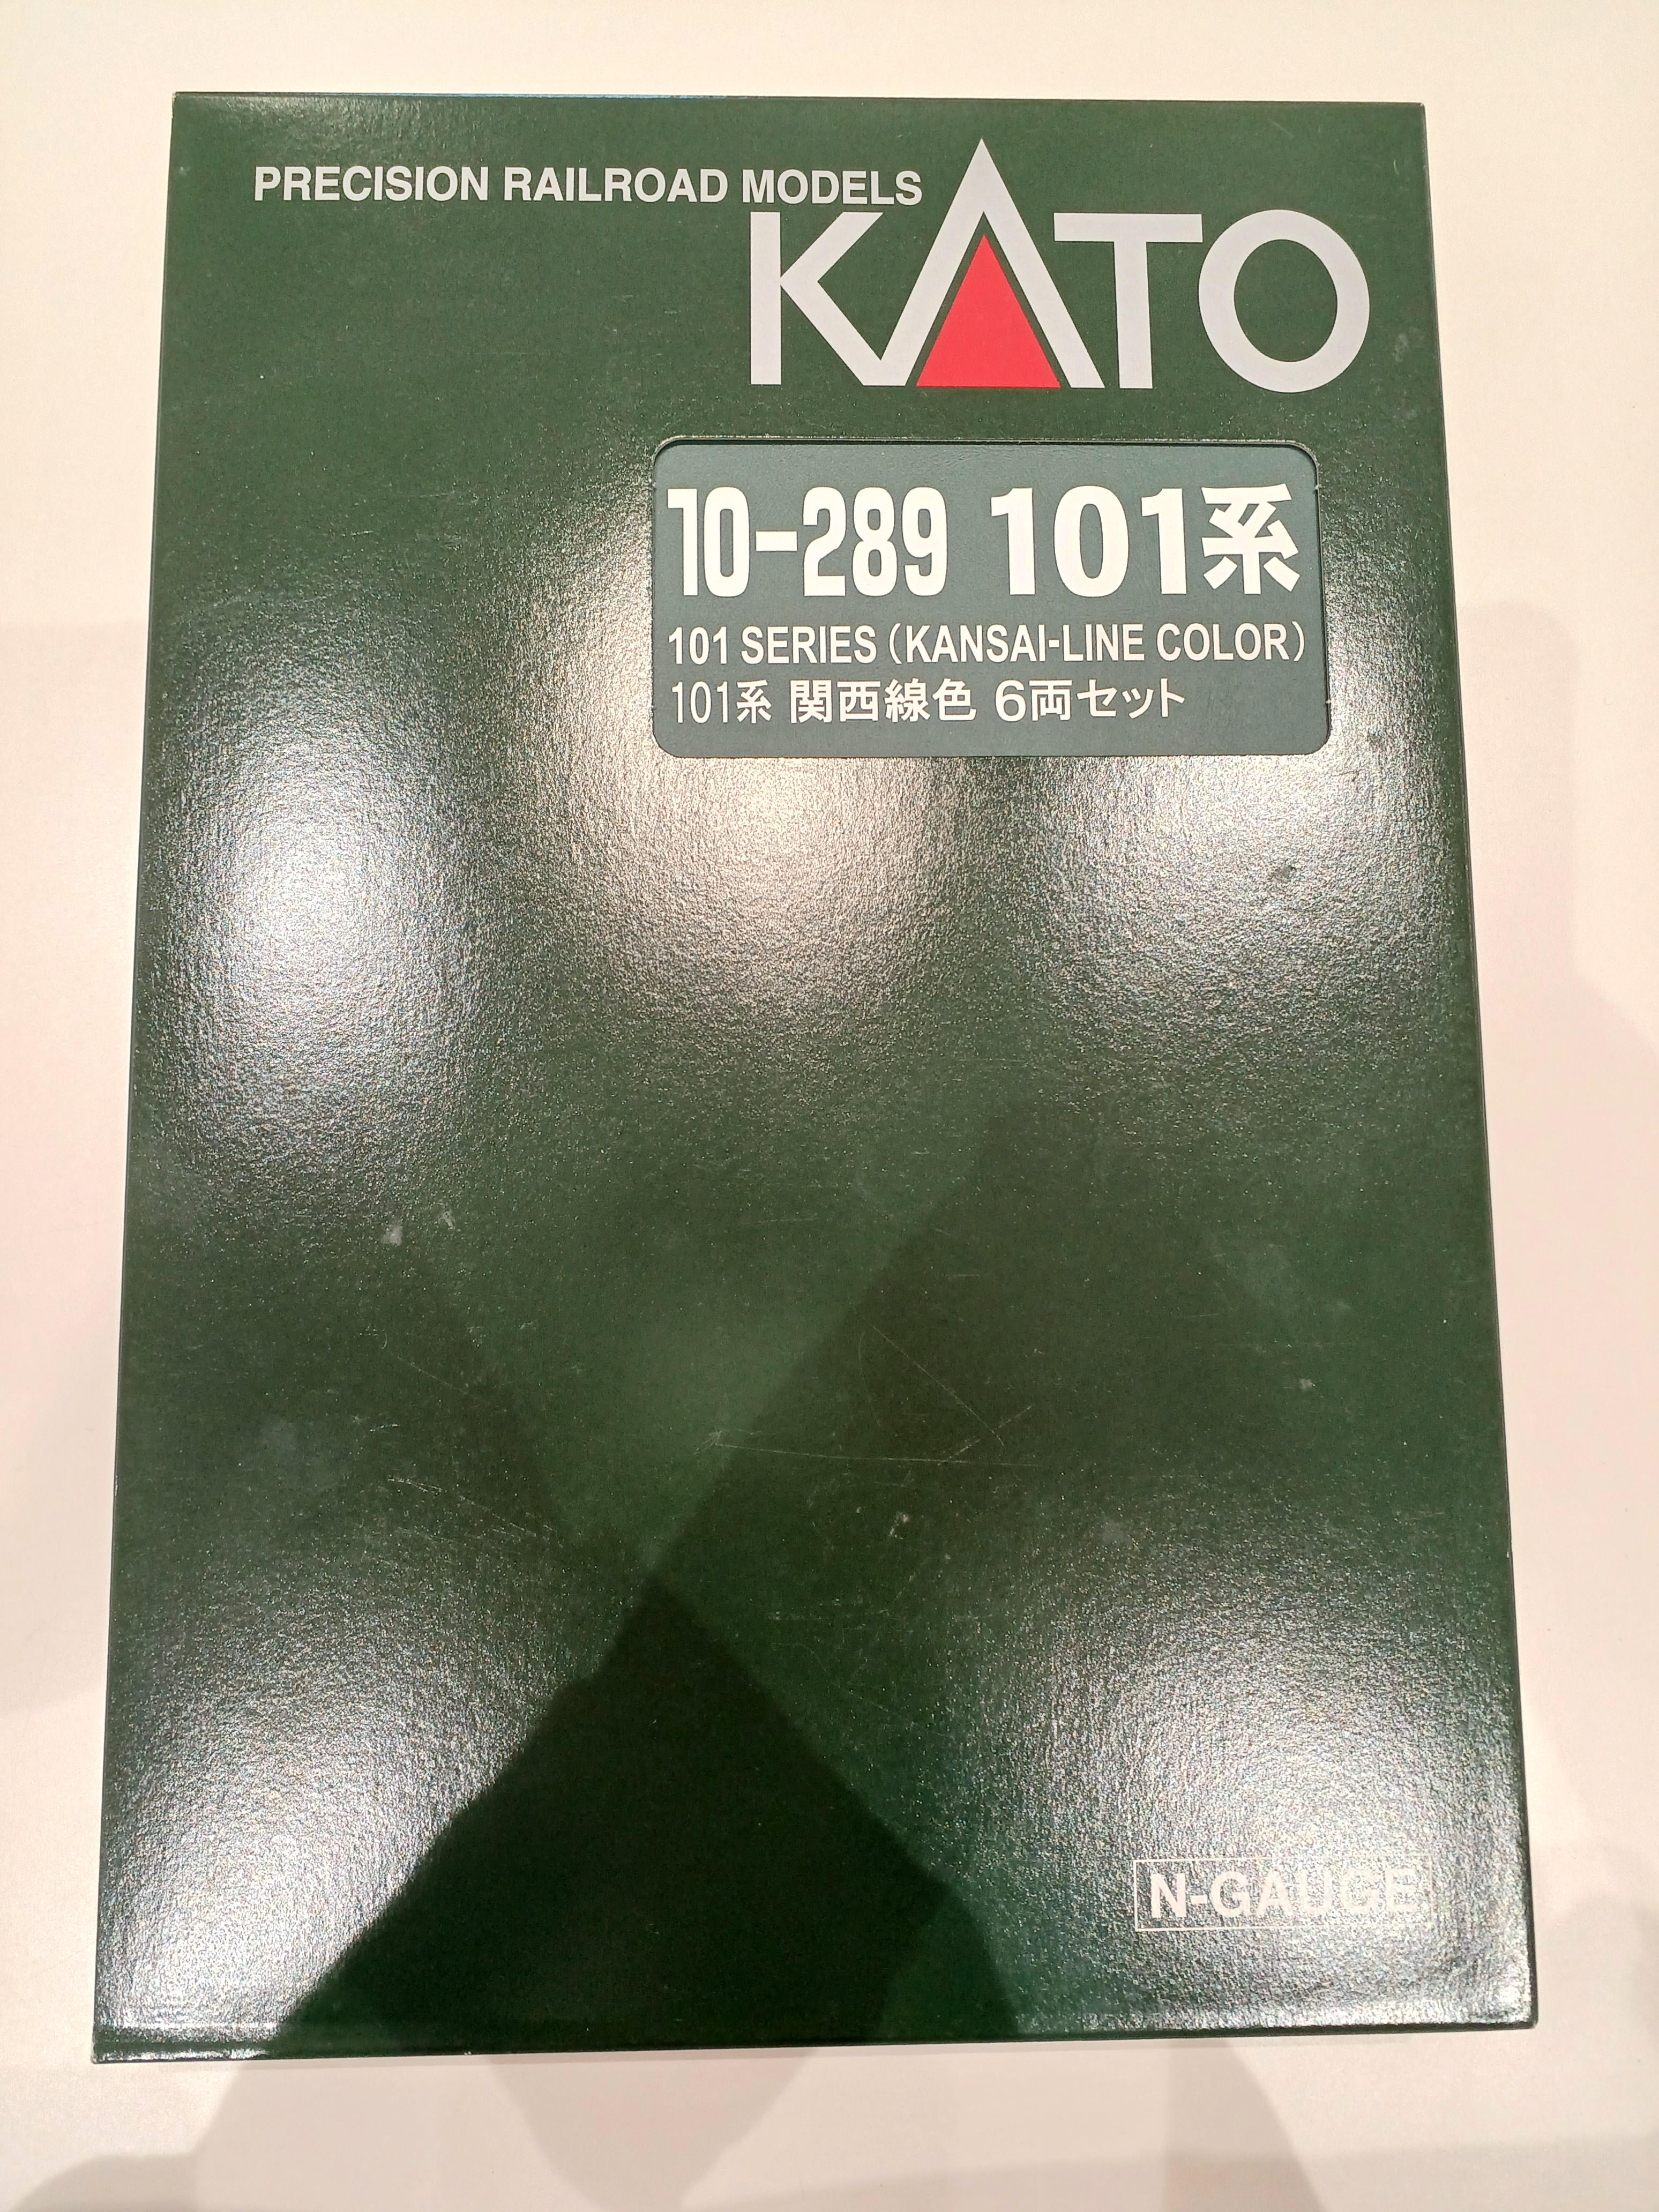 PRECISION RAILROAD MODELS
KATO
10-289 101系
101 SERIES (KANSAI-LINE COLOR)
101系 関西線色 6両セット
N-GAUGE